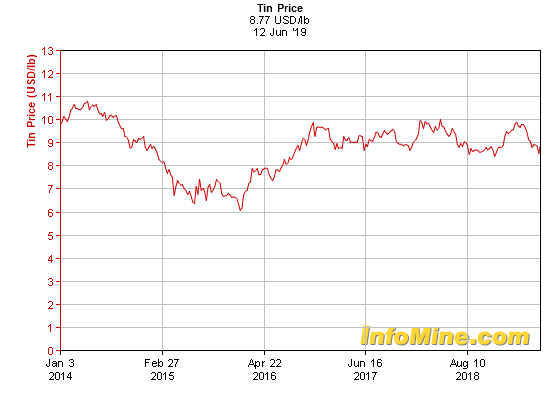 Tin Price
8.77 USD/lb
12 Jun '19
Tin Price (USD/lb)
13
12
11
10
9
8
7
6
5
4
3
2
1
0
InfoMine.com
Jan 3 Feb 27 Apr 22 Jun 16 Aug 10
2014 2015 2016 2017 2018